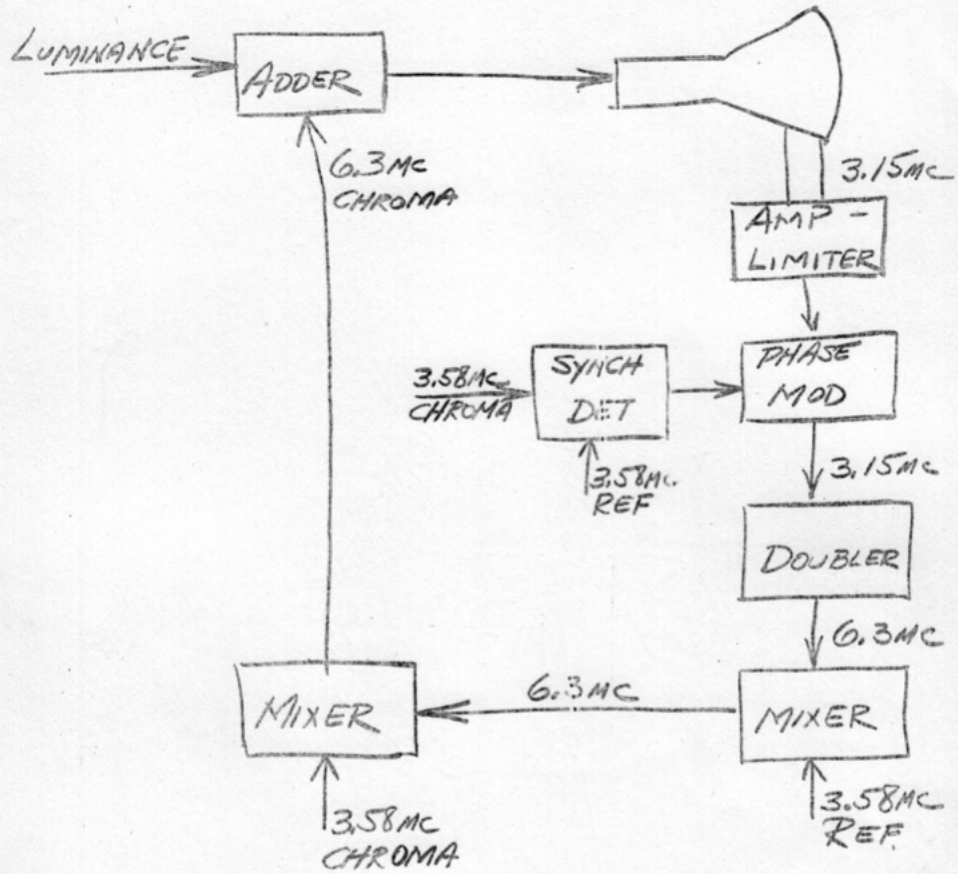 LUMINANCE
ADDER
6.3MC
CHROMA
3.15MC
AMP -
LIMITER
3.58MC
CHROMA
SYNCH
DET
3.58MC
REF
PHASE
MOD
3.15MC
DOUBLER
6.3MC
MIXER
6.3MC
MIXER
3.58MC
CHROMA
3.58MC
REF.